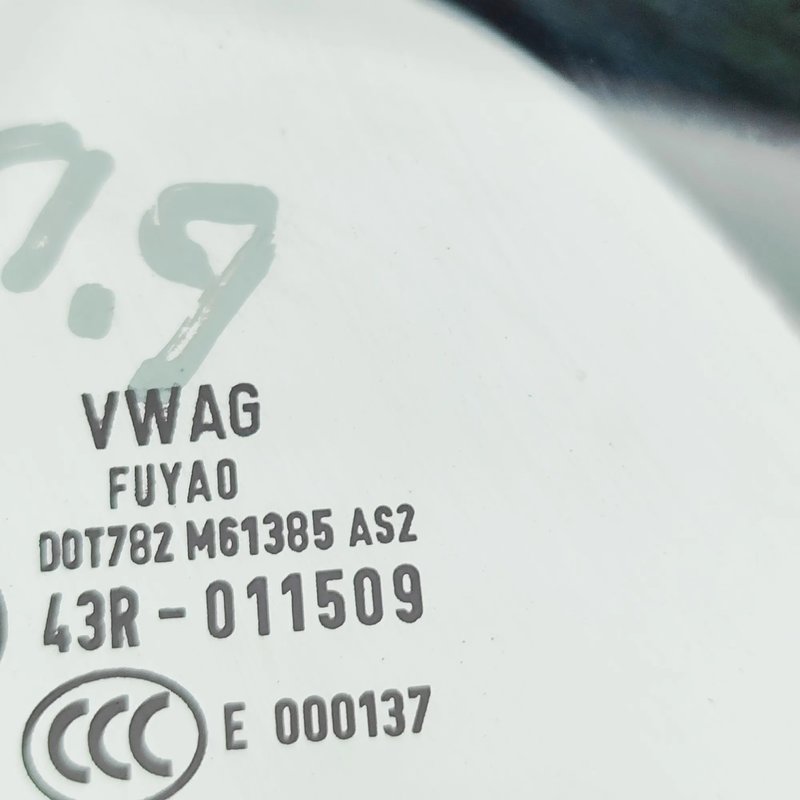 7.9
VWAG
FUYAO
DOT782 M61385 AS2
43R-011509
CCC E 000137